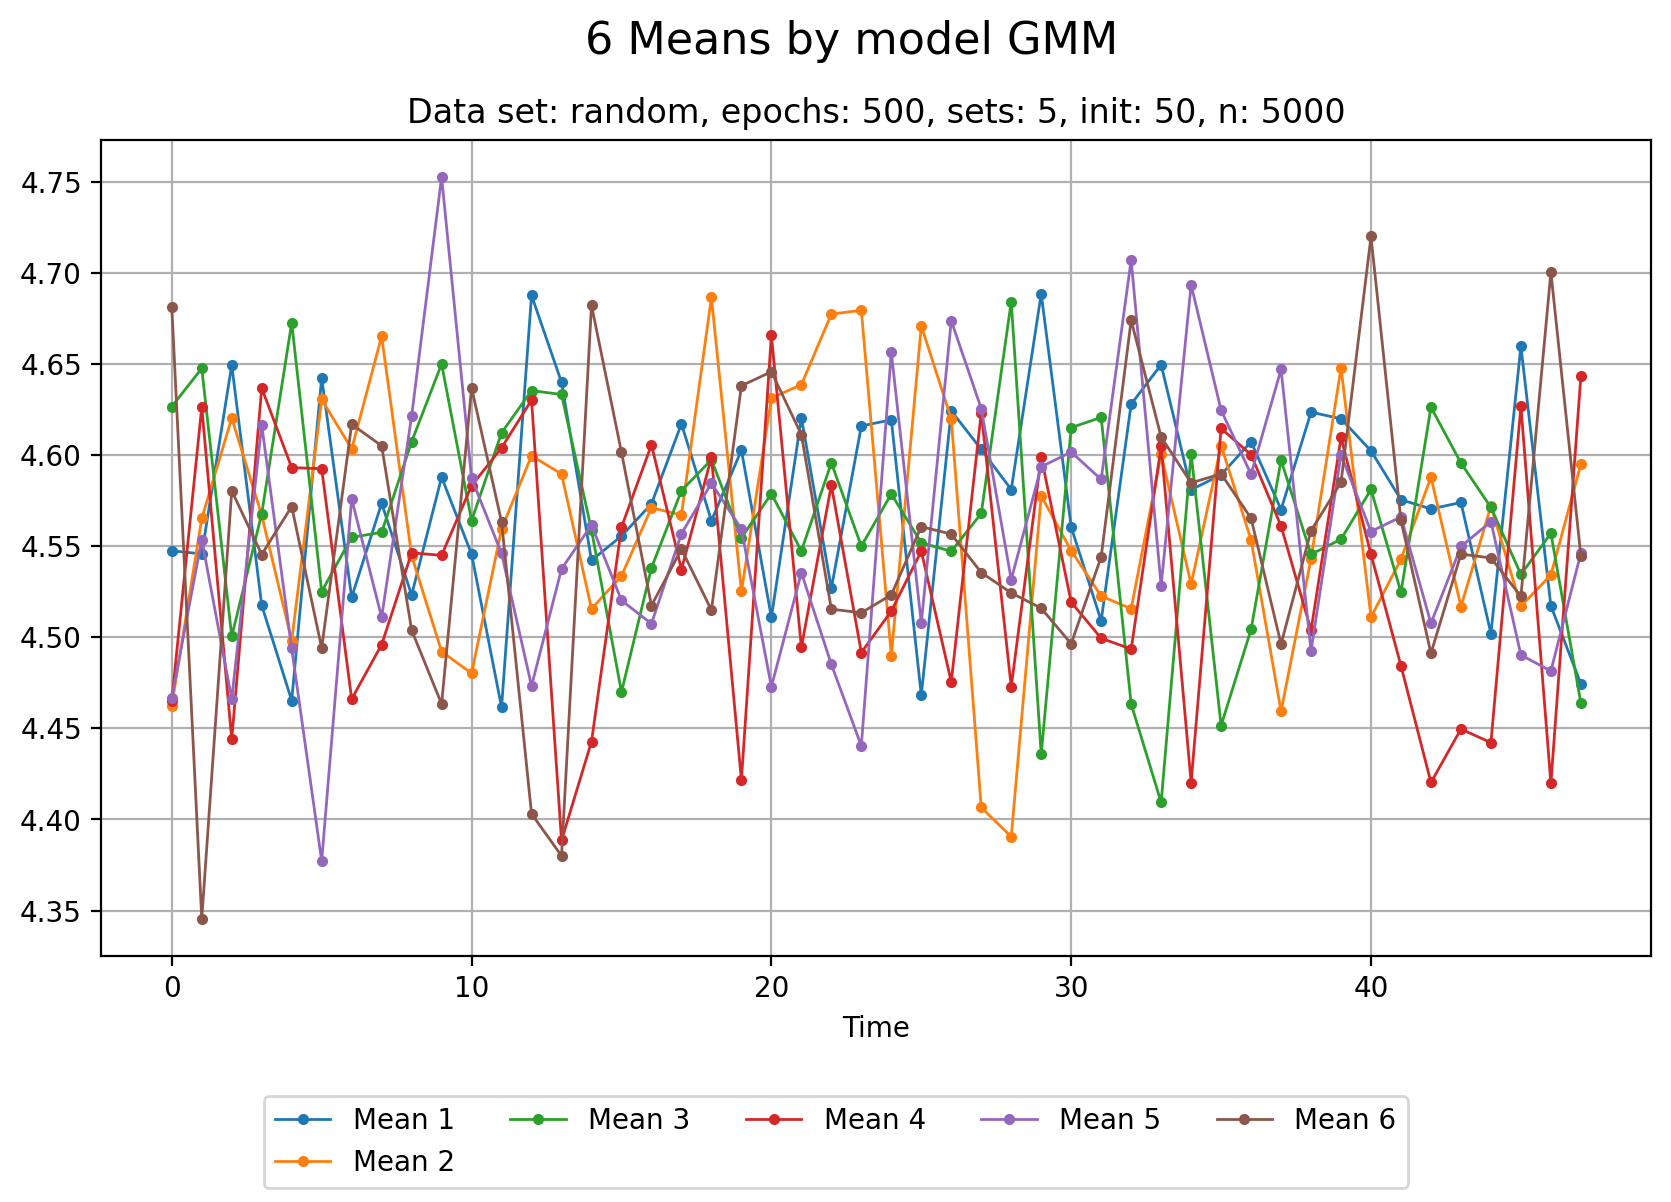 6 Means by model GMM
Data set: random, epochs: 500, sets: 5, init: 50, n: 5000
4.75
4.70
4.65
4.60
4.55
4.50
4.45
4.40
4.35
0 10 20 30 40
Time
Mean 1 Mean 3 Mean 4 Mean 5 Mean 6
Mean 2